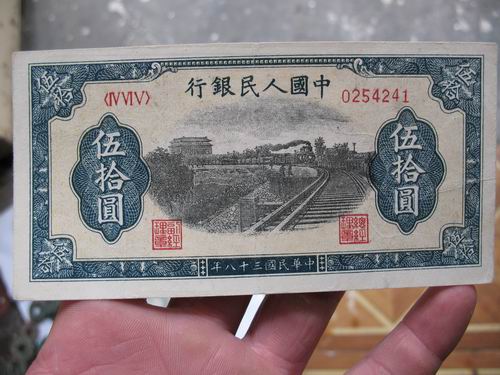 中國人民銀行
〈ⅣⅥⅤ〉
0254241
伍拾圓
伍拾圓
中華民國三十八年